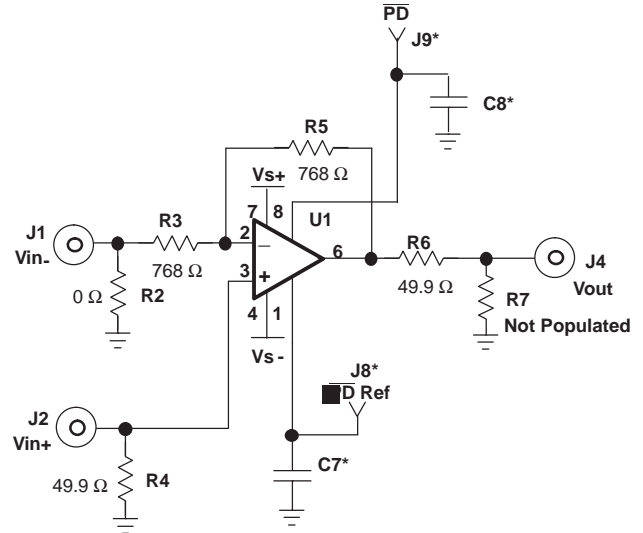 PD
J9*
C8*
R5
768 Ω
Vs+
7
8
U1
J1
Vin-
R3
2
–
6
R6
J4
Vout
768 Ω
3
+
49.9 Ω
0 Ω
R2
R7
Not Populated
4
1
Vs-
J8*
PD Ref
J2
Vin+
C7*
49.9 Ω
R4